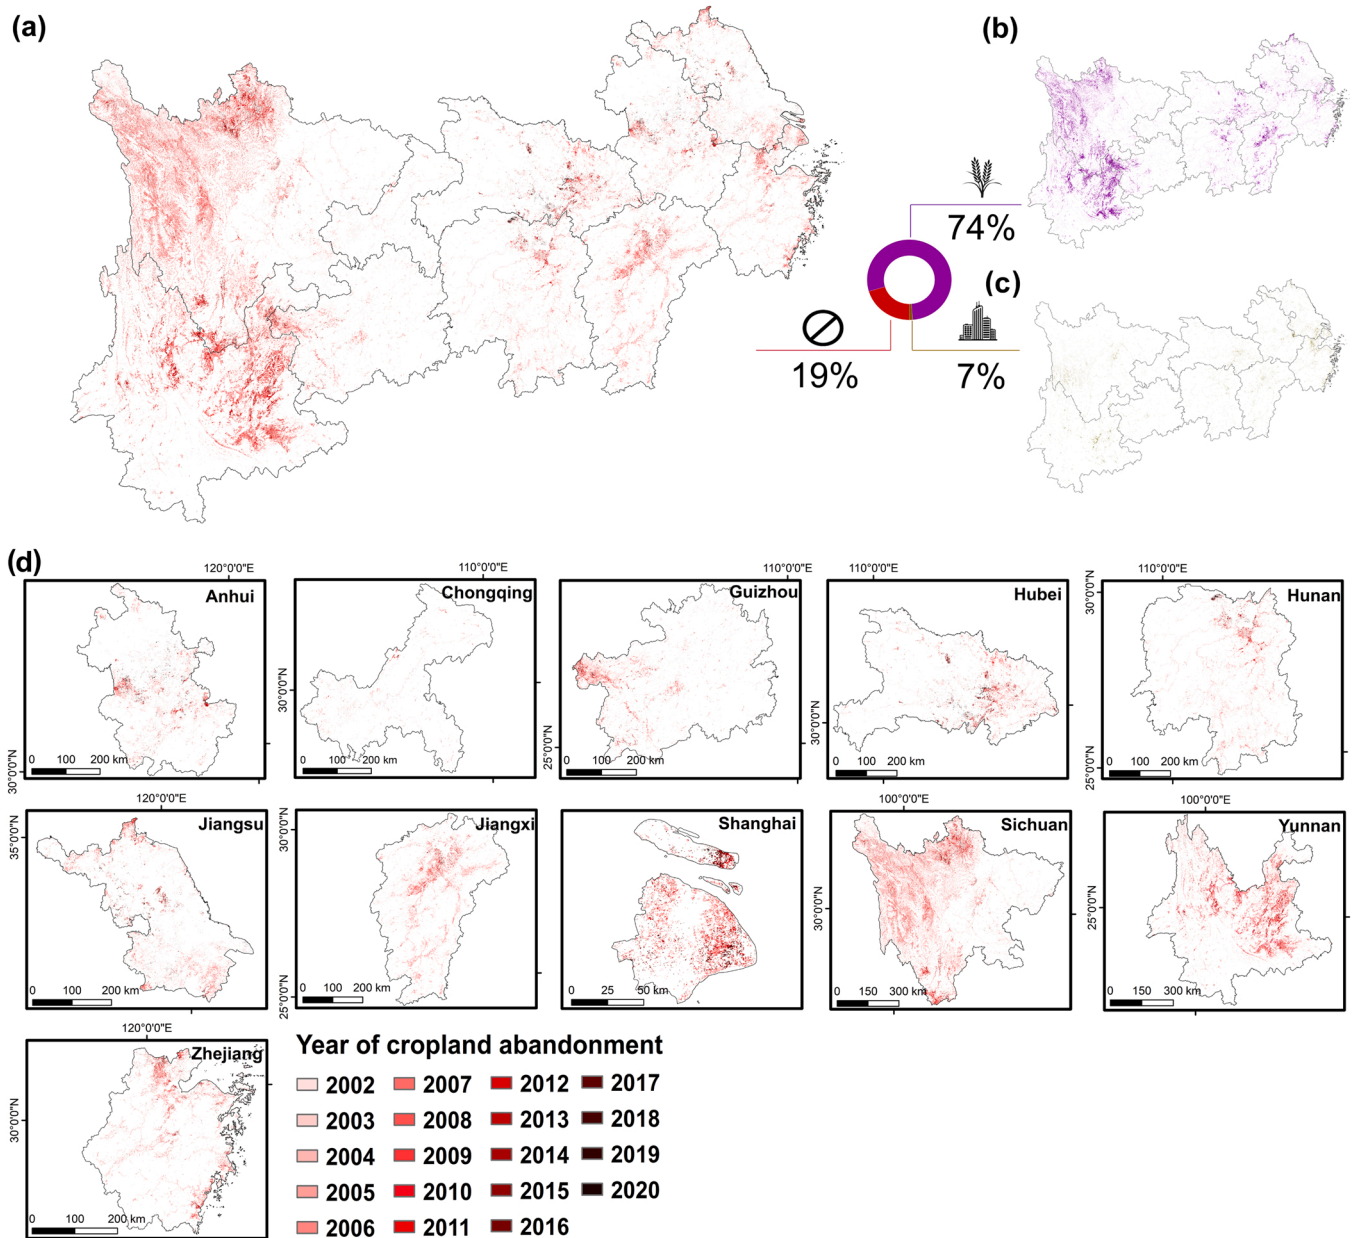 (a)
(b)
74%
(c)
19%
7%
(d)
120°0'0"E
Anhui
30°0'0"N
0 100 200 km
110°0'0"E
Chongqing
30°0'0"N
0 100 200 km
110°0'0"E
Guizhou
25°0'0"N
0 100 200 km
110°0'0"E
Hubei
30°0'0"N
0 100 200 km
110°0'0"E
30°0'0"N
Hunan
25°0'0"N
0 100 200 km
120°0'0"E
35°0'0"N
Jiangsu
0 100 200 km
30°0'0"N
Jiangxi
25°0'0"N
0 100 200 km
Shanghai
0 25 50 km
100°0'0"E
Sichuan
30°0'0"N
0 150 300 km
100°0'0"E
Yunnan
25°0'0"N
0 150 300 km
120°0'0"E
Zhejiang
30°0'0"N
0 100 200 km
Year of cropland abandonment
2002 2007 2012 2017
2003 2008 2013 2018
2004 2009 2014 2019
2005 2010 2015 2020
2006 2011 2016